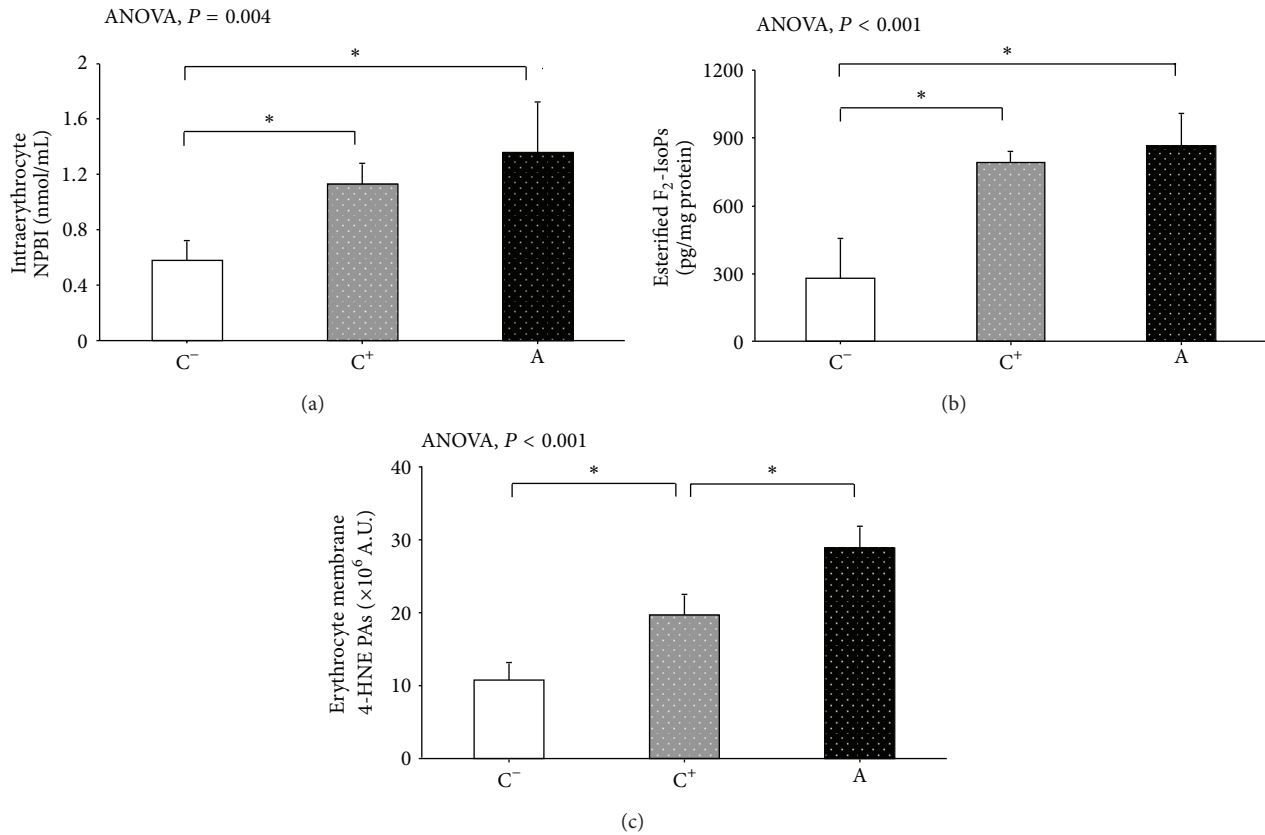 ANOVA, P = 0.004
*
*
Intraerythrocyte
NPBI (nmol/mL)
2
1.6
1.2
0.8
0.4
0
C⁻
C⁺
A
(a)
ANOVA, P < 0.001
*
*
Esterified F₂-IsoPs
(pg/mg protein)
1200
900
600
300
0
C⁻
C⁺
A
(b)
ANOVA, P < 0.001
*
*
Erythrocyte membrane
4-HNE PAs (×10⁶ A.U.)
40
30
20
10
0
C⁻
C⁺
A
(c)